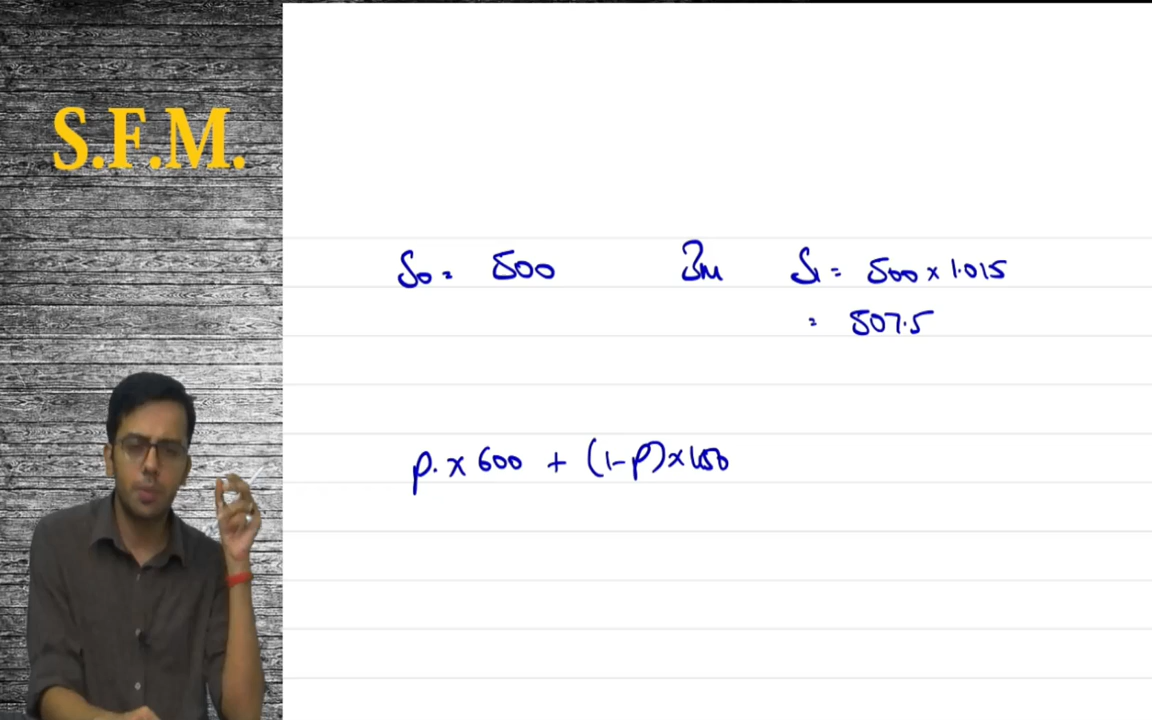 S.F.M.
S0 = 500 3m S1 = 500 x 1.015
= 507.5
p. x 600 + (1-p) x 450